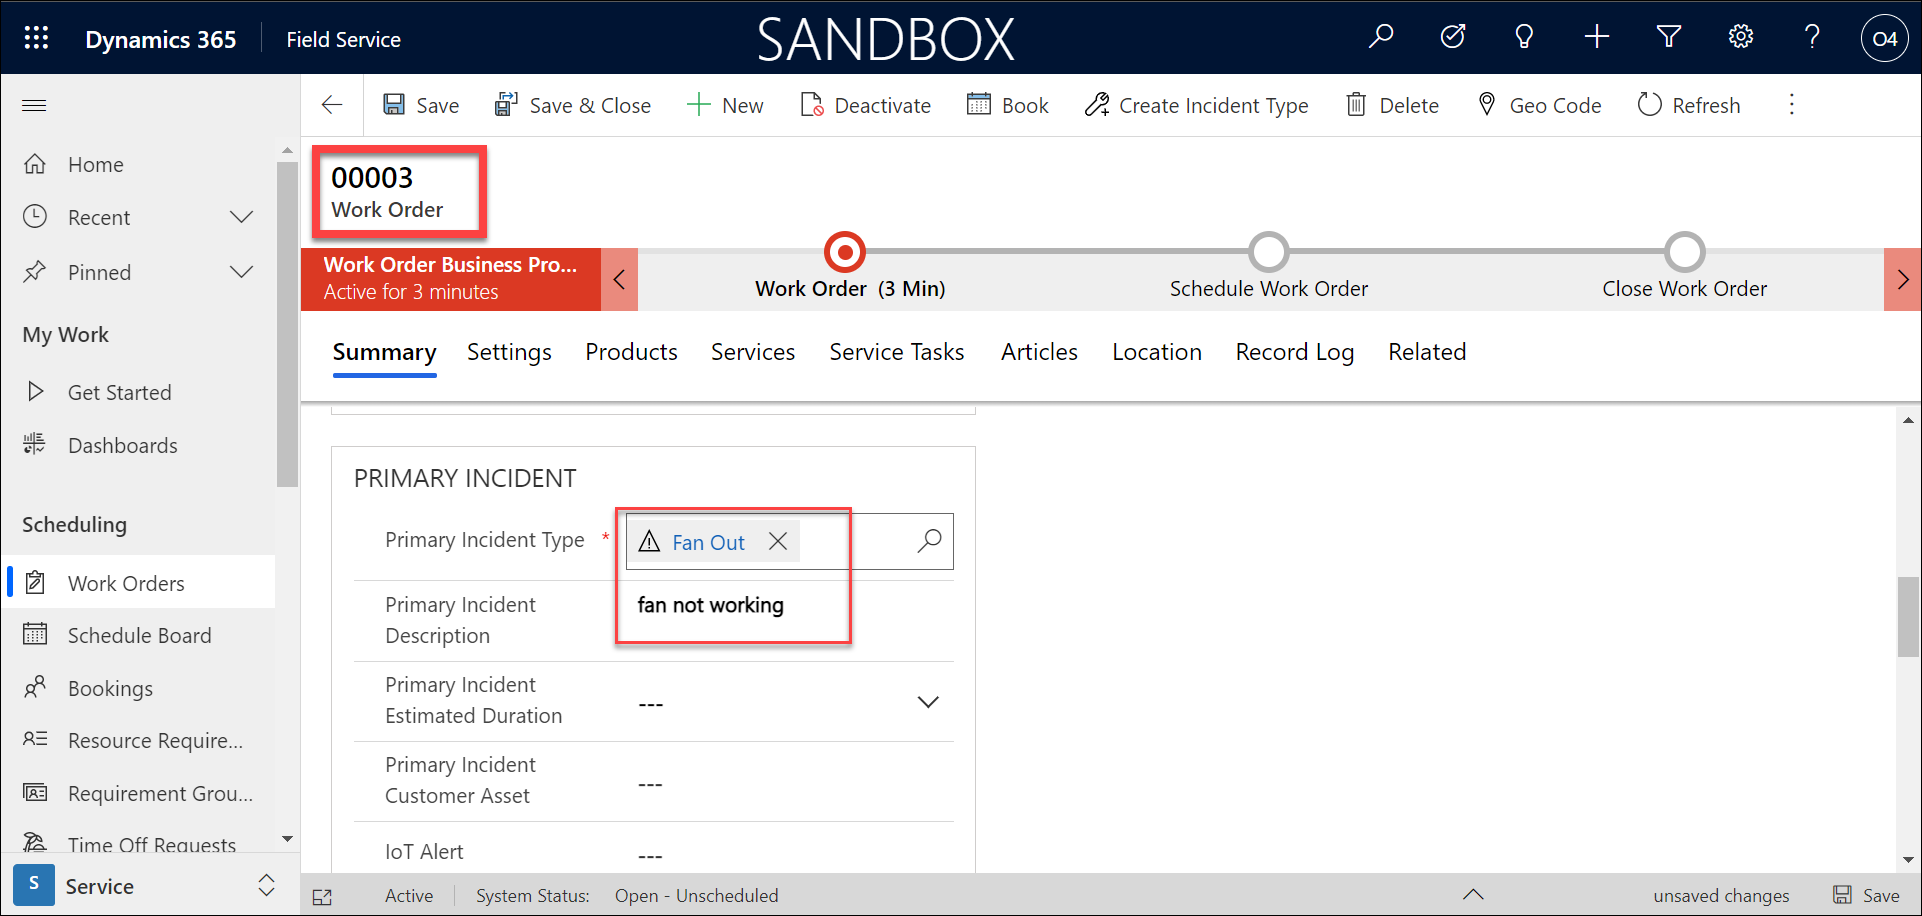 Dynamics 365
Field Service
SANDBOX
O4
Save
Save & Close
New
Deactivate
Book
Create Incident Type
Delete
Geo Code
Refresh
Home
Recent
Pinned
My Work
Get Started
Dashboards
Scheduling
Work Orders
Schedule Board
Bookings
Resource Require...
Requirement Grou...
Time Off Requests
S
Service
00003
Work Order
Work Order Business Pro...
Active for 3 minutes
Work Order (3 Min)
Schedule Work Order
Close Work Order
Summary
Settings
Products
Services
Service Tasks
Articles
Location
Record Log
Related
PRIMARY INCIDENT
Primary Incident Type *
Fan Out
Primary Incident
Description
fan not working
Primary Incident
Estimated Duration
---
Primary Incident
Customer Asset
---
IoT Alert
---
Active
System Status:
Open - Unscheduled
unsaved changes
Save